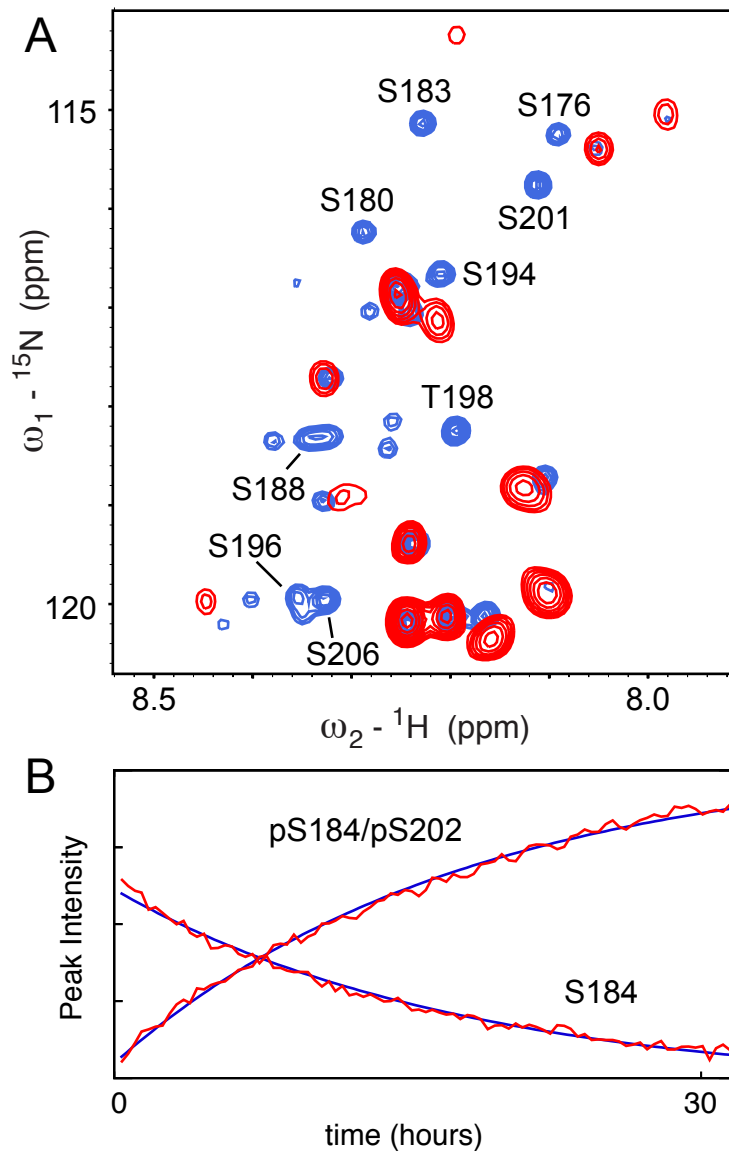 A
S183
S176
115
S180
S201
S194
ω1 - 15N (ppm)
T198
S188
S196
120
S206
8.5
8.0
ω2 - 1H (ppm)
B
pS184/pS202
Peak Intensity
S184
0
30
time (hours)